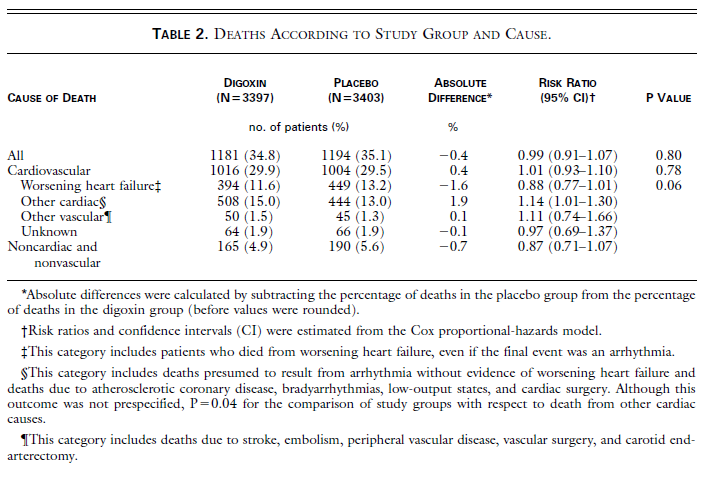 TABLE 2. DEATHS ACCORDING TO STUDY GROUP AND CAUSE.
CAUSE OF DEATH DIGOXIN (N=3397) PLACEBO (N=3403) ABSOLUTE DIFFERENCE* RISK RATIO (95% CI)† P VALUE
no. of patients (%) %
All 1181 (34.8) 1194 (35.1) −0.4 0.99 (0.91–1.07) 0.80
Cardiovascular 1016 (29.9) 1004 (29.5) 0.4 1.01 (0.93–1.10) 0.78
Worsening heart failure‡ 394 (11.6) 449 (13.2) −1.6 0.88 (0.77–1.01) 0.06
Other cardiac§ 508 (15.0) 444 (13.0) 1.9 1.14 (1.01–1.30)
Other vascular¶ 50 (1.5) 45 (1.3) 0.1 1.11 (0.74–1.66)
Unknown 64 (1.9) 66 (1.9) −0.1 0.97 (0.69–1.37)
Noncardiac and 165 (4.9) 190 (5.6) −0.7 0.87 (0.71–1.07)
nonvascular
*Absolute differences were calculated by subtracting the percentage of deaths in the placebo group from the percentage
of deaths in the digoxin group (before values were rounded).
†Risk ratios and confidence intervals (CI) were estimated from the Cox proportional-hazards model.
‡This category includes patients who died from worsening heart failure, even if the final event was an arrhythmia.
§This category includes deaths presumed to result from arrhythmia without evidence of worsening heart failure and
deaths due to atherosclerotic coronary disease, bradyarrhythmias, low-output states, and cardiac surgery. Although this
outcome was not prespecified, P=0.04 for the comparison of study groups with respect to death from other cardiac
causes.
¶This category includes deaths due to stroke, embolism, peripheral vascular disease, vascular surgery, and carotid end-
arterectomy.